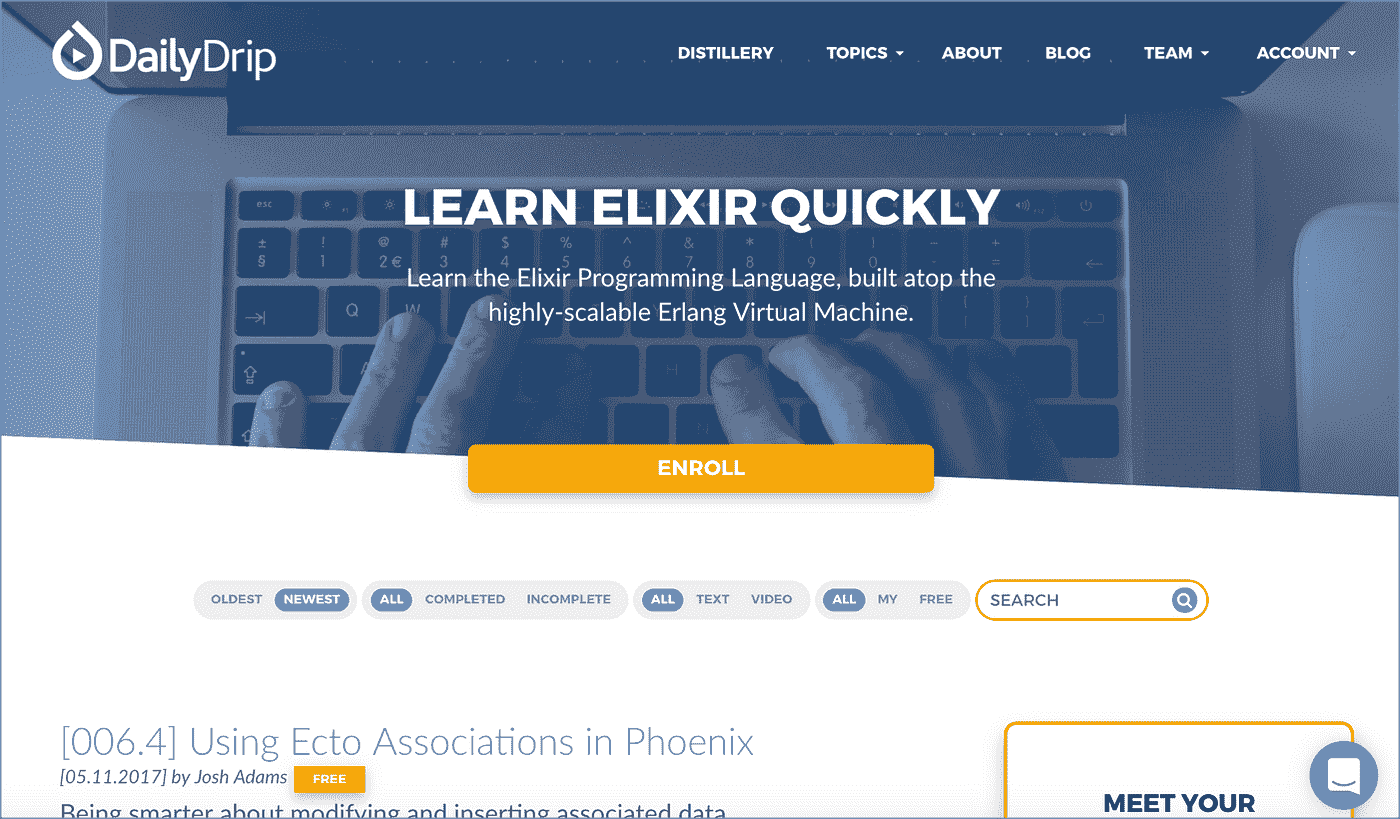 DailyDrip
DISTILLERY TOPICS ABOUT BLOG TEAM ACCOUNT
LEARN ELIXIR QUICKLY
Learn the Elixir Programming Language, built atop the
highly-scalable Erlang Virtual Machine.
ENROLL
OLDEST NEWEST ALL COMPLETED INCOMPLETE ALL TEXT VIDEO ALL MY FREE SEARCH
[006.4] Using Ecto Associations in Phoenix
[05.11.2017] by Josh Adams FREE
Being smarter about modifying and inserting associated data
MEET YOUR